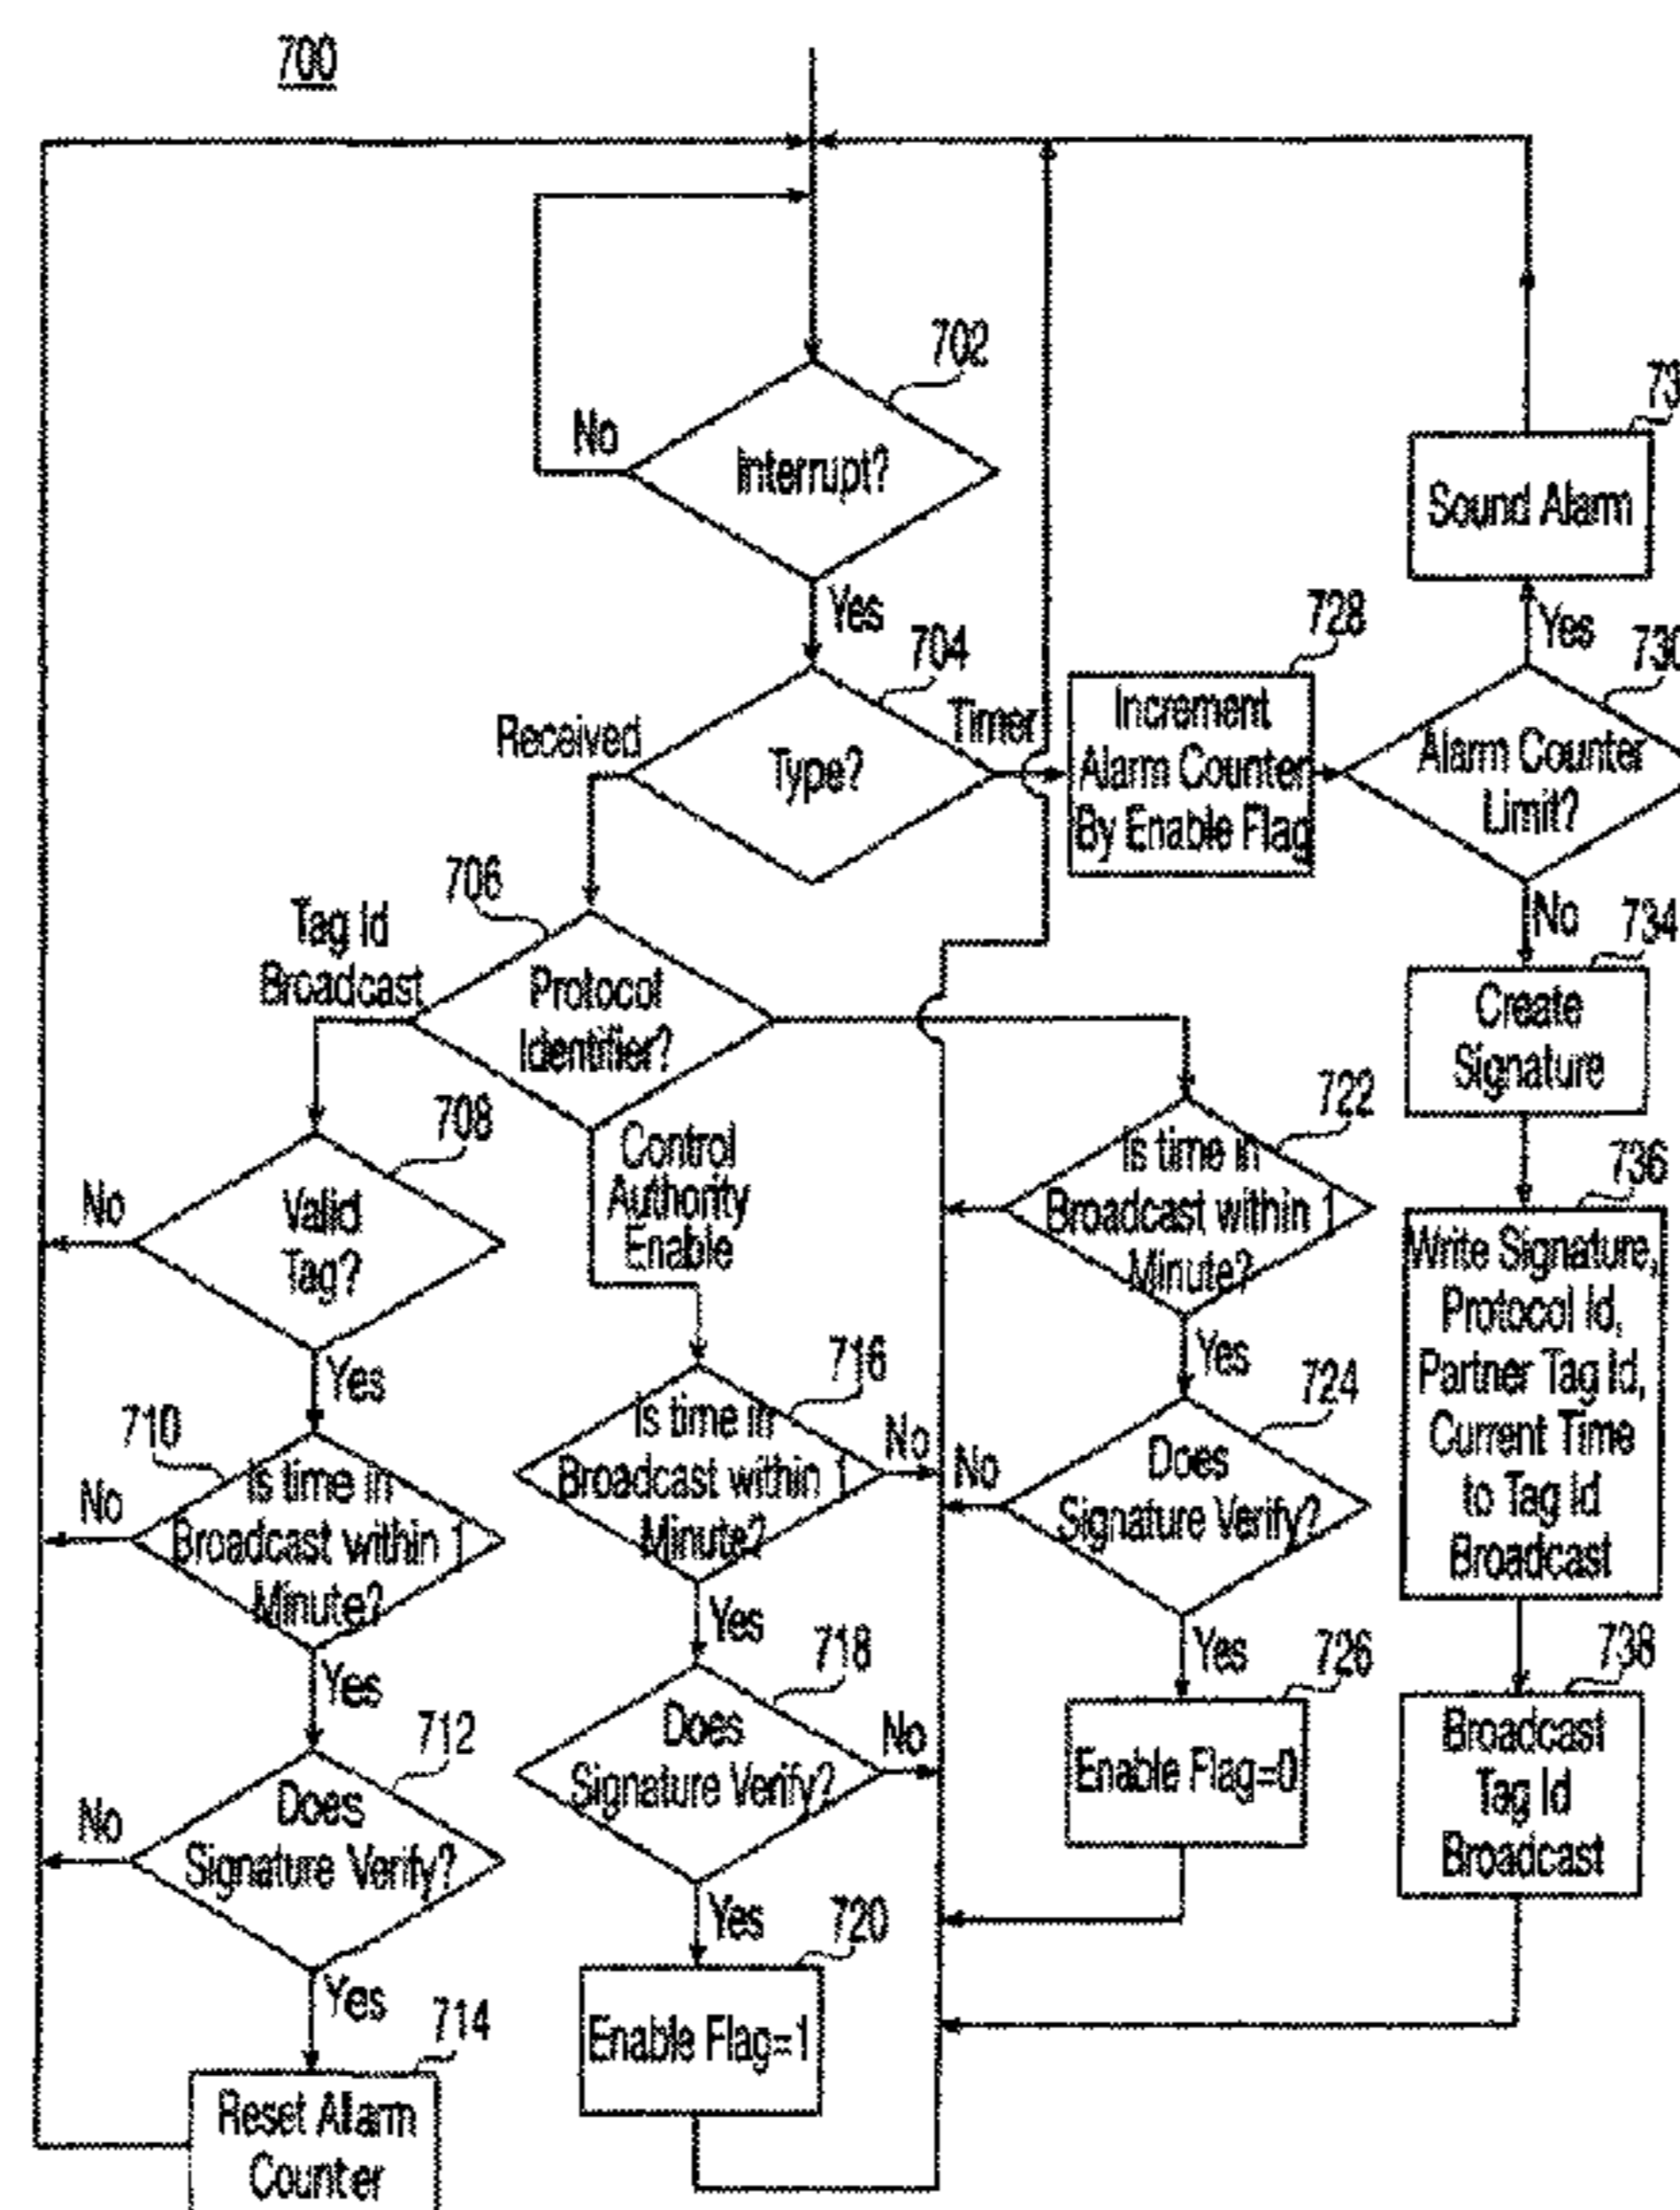 700
702
No
Interrupt?
Yes
704
Received
Type?
Timer
728
Increment
Alarm Counter
By Enable Flag
Sound Alarm
Yes
730
Alarm Counter
Limit?
No
734
Create
Signature
736
Write Signature,
Protocol Id,
Partner Tag Id,
Current Time
to Tag Id
Broadcast
738
Broadcast
Tag Id
Broadcast
706
Tag Id
Broadcast
Protocol
Identifier?
708
No
Valid
Tag?
Yes
710
No
Is time in
Broadcast within 1
Minute?
Yes
712
No
Does
Signature Verify?
Yes
714
Reset Alarm
Counter
Control
Authority
Enable
716
Is time in
Broadcast within 1
Minute?
No
Yes
718
Does
Signature Verify?
No
Yes
720
Enable Flag=1
722
Is time in
Broadcast within 1
Minute?
Yes
724
No
Does
Signature Verify?
Yes
726
Enable Flag=0